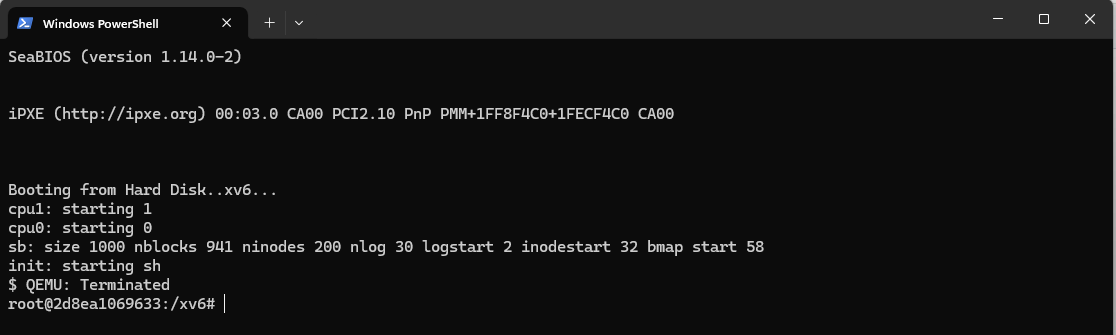 Windows PowerShell
SeaBIOS (version 1.14.0-2)
iPXE (http://ipxe.org) 00:03.0 CA00 PCI2.10 PnP PMM+1FF8F4C0+1FECF4C0 CA00
Booting from Hard Disk..xv6...
cpu1: starting 1
cpu0: starting 0
sb: size 1000 nblocks 941 ninodes 200 nlog 30 logstart 2 inodestart 32 bmap start 58
init: starting sh
$ QEMU: Terminated
root@2d8ea1069633:/xv6#